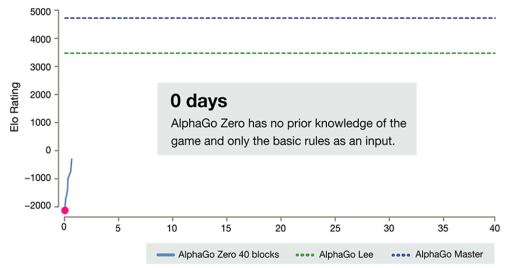 5000
4000
3000
2000
1000
0
−1000
−2000
Elo Rating
0 days
AlphaGo Zero has no prior knowledge of the
game and only the basic rules as an input.
0 5 10 15 20 25 30 35 40
AlphaGo Zero 40 blocks AlphaGo Lee AlphaGo Master